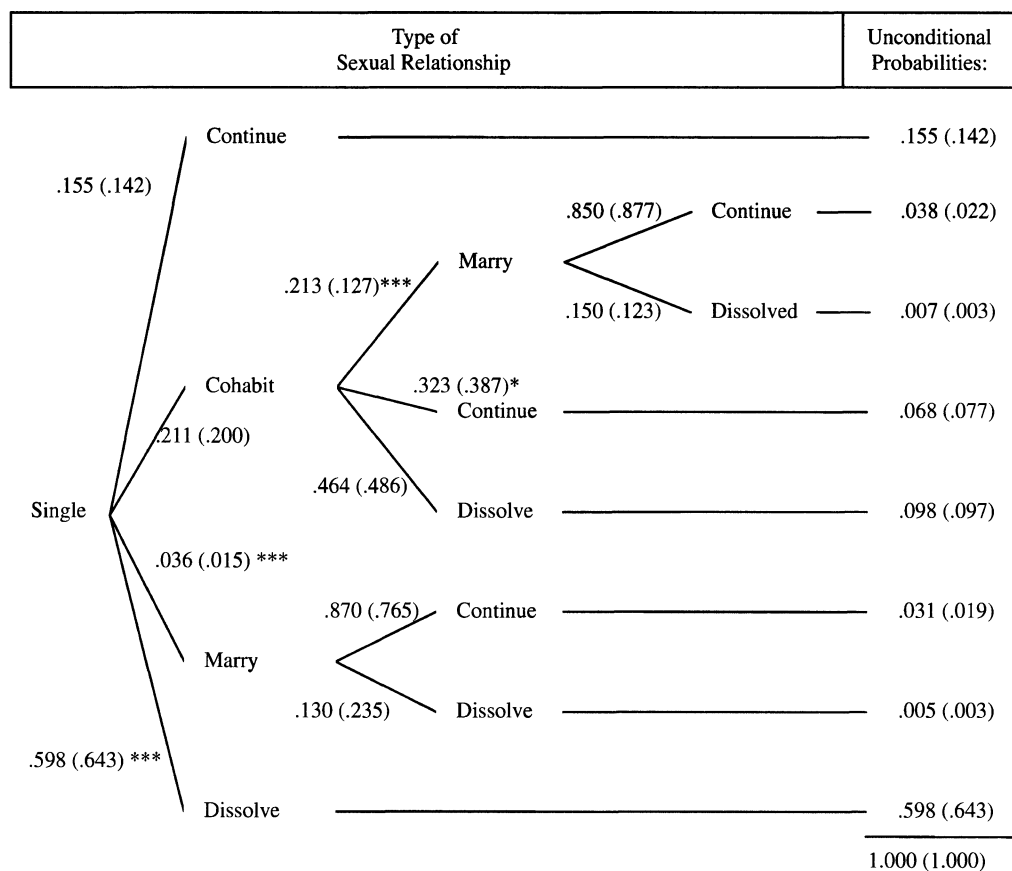 Type of
Sexual Relationship
Unconditional
Probabilities:
Continue
.155 (.142)
.155 (.142)
.850 (.877)
Continue
.038 (.022)
Marry
.213 (.127)***
.150 (.123)
Dissolved
.007 (.003)
Cohabit
.323 (.387)*
Continue
.068 (.077)
.211 (.200)
.464 (.486)
Single
Dissolve
.098 (.097)
.036 (.015) ***
.870 (.765)
Continue
.031 (.019)
Marry
.130 (.235)
Dissolve
.005 (.003)
.598 (.643) ***
Dissolve
.598 (.643)
1.000 (1.000)